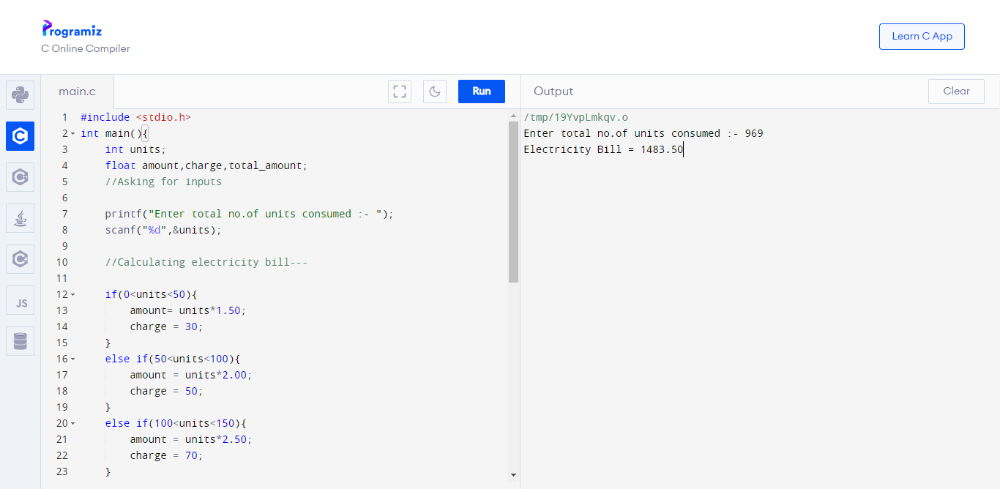 Programiz
C Online Compiler
Learn C App
main.c
Run
Output
Clear
1 #include <stdio.h>
2 int main(){
3     int units;
4     float amount,charge,total_amount;
5     //Asking for inputs
6
7     printf("Enter total no.of units consumed :- ");
8     scanf("%d",&units);
9
10     //Calculating electricity bill---
11
12     if(0<units<50){
13         amount= units*1.50;
14         charge = 30;
15     }
16     else if(50<units<100){
17         amount = units*2.00;
18         charge = 50;
19     }
20     else if(100<units<150){
21         amount = units*2.50;
22         charge = 70;
23     }
JS
/tmp/19YvpLmkqv.o
Enter total no.of units consumed :- 969
Electricity Bill = 1483.50